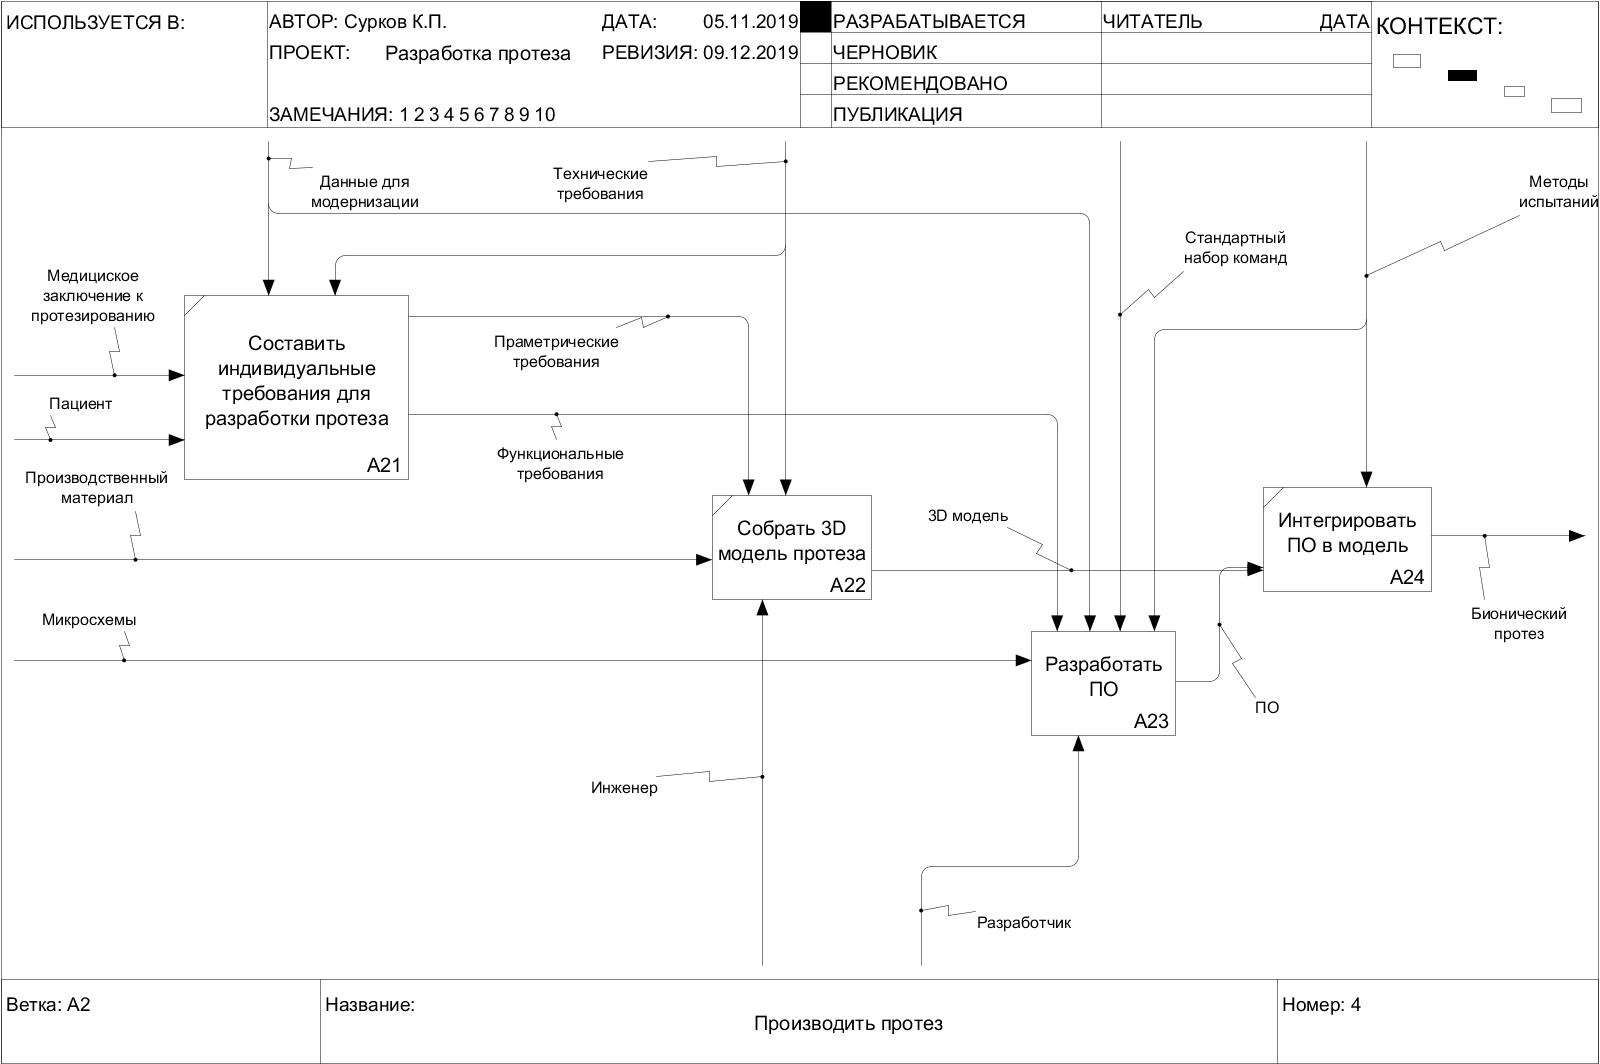 ИСПОЛЬЗУЕТСЯ В:
АВТОР: Сурков К.П.
ДАТА: 05.11.2019
ПРОЕКТ: Разработка протеза
РЕВИЗИЯ: 09.12.2019
ЗАМЕЧАНИЯ: 1 2 3 4 5 6 7 8 9 10
РАЗРАБАТЫВАЕТСЯ
ЧЕРНОВИК
РЕКОМЕНДОВАНО
ПУБЛИКАЦИЯ
ЧИТАТЕЛЬ
ДАТА
КОНТЕКСТ:
Данные для
модернизации
Технические
требования
Методы
испытаний
Стандартный
набор команд
Медициское
заключение к
протезированию
Составить
индивидуальные
требования для
разработки протеза
A21
Праметрические
требования
Пациент
Функциональные
требования
Производственный
материал
Собрать 3D
модель протеза
A22
3D модель
Интегрировать
ПО в модель
A24
Микросхемы
Бионический
протез
Разработать
ПО
A23
ПО
Инженер
Разработчик
Ветка: A2
Название:
Производить протез
Номер: 4